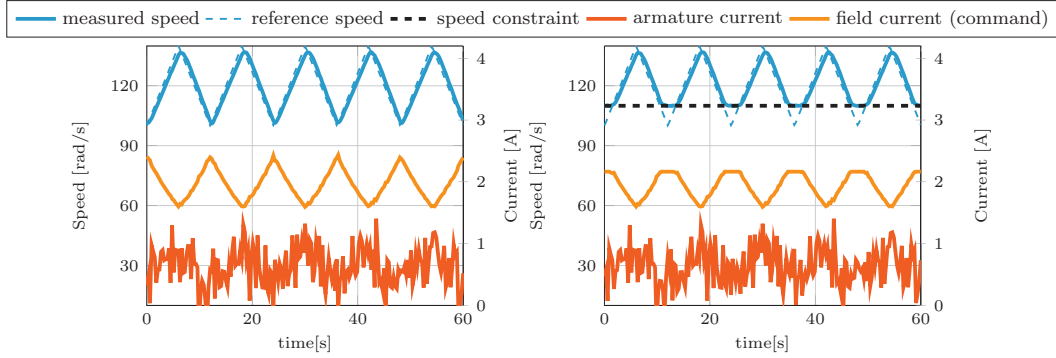 measured speed reference speed speed constraint armature current field current (command)
120
90
60
30
Speed [rad/s]
4
3
2
1
0
Current [A]
0 20 40 60
time[s]
120
90
60
30
Speed [rad/s]
4
3
2
1
0
Current [A]
0 20 40 60
time[s]